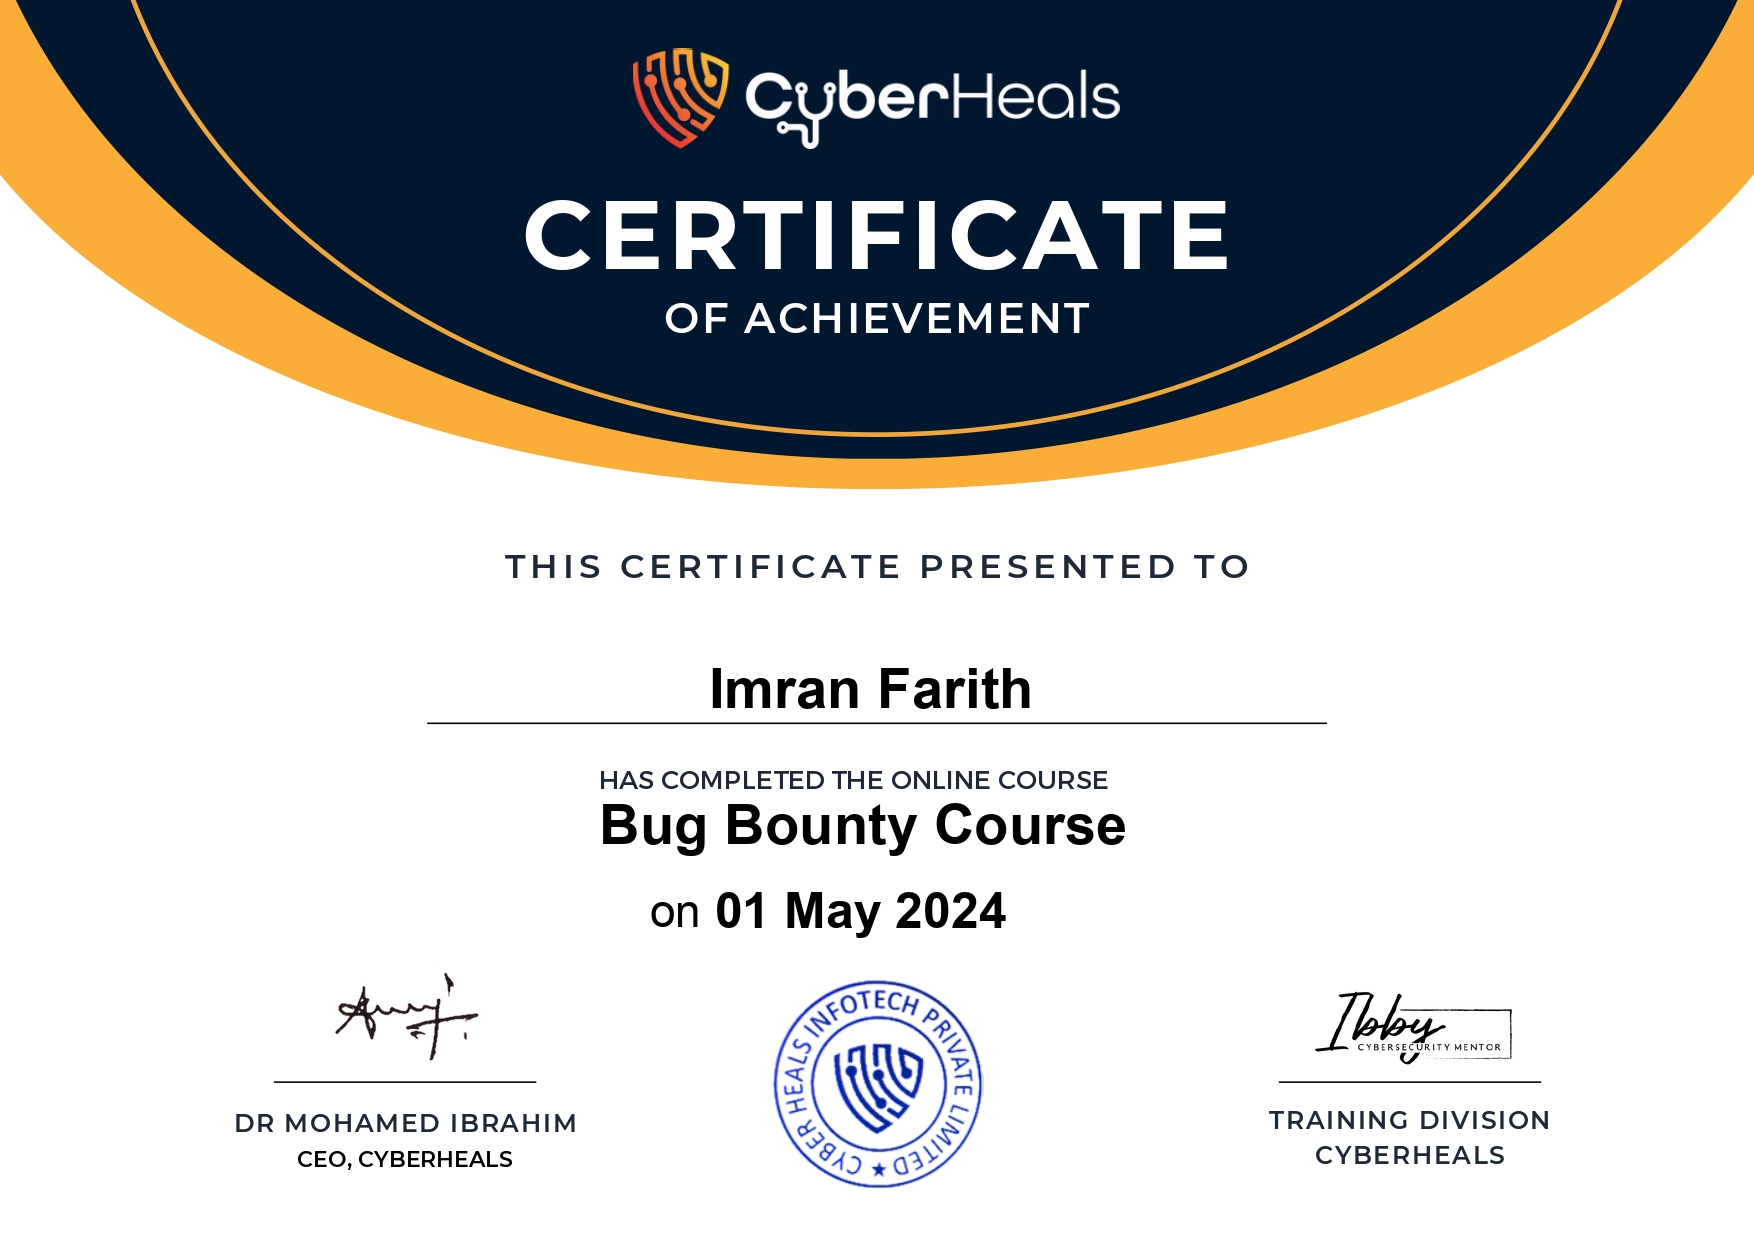 CyberHeals
CERTIFICATE
OF ACHIEVEMENT
THIS CERTIFICATE PRESENTED TO
Imran Farith
HAS COMPLETED THE ONLINE COURSE
Bug Bounty Course
on 01 May 2024
CYBER HEALS INFOTECH PRIVATE LIMITED ★
Ibby
CYBERSECURITY MENTOR
DR MOHAMED IBRAHIM
CEO, CYBERHEALS
TRAINING DIVISION
CYBERHEALS